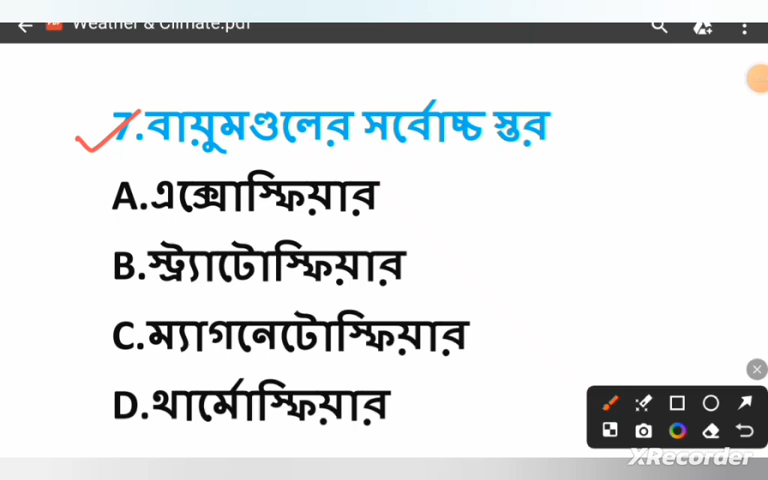 Weather & Climate.pdf
7.বায়ুমণ্ডলের সর্বোচ্চ স্তর
A.এক্সোস্ফিয়ার
B.স্ট্র্যাটোস্ফিয়ার
C.ম্যাগনেটোস্ফিয়ার
D.থার্মোস্ফিয়ার
XRecorder